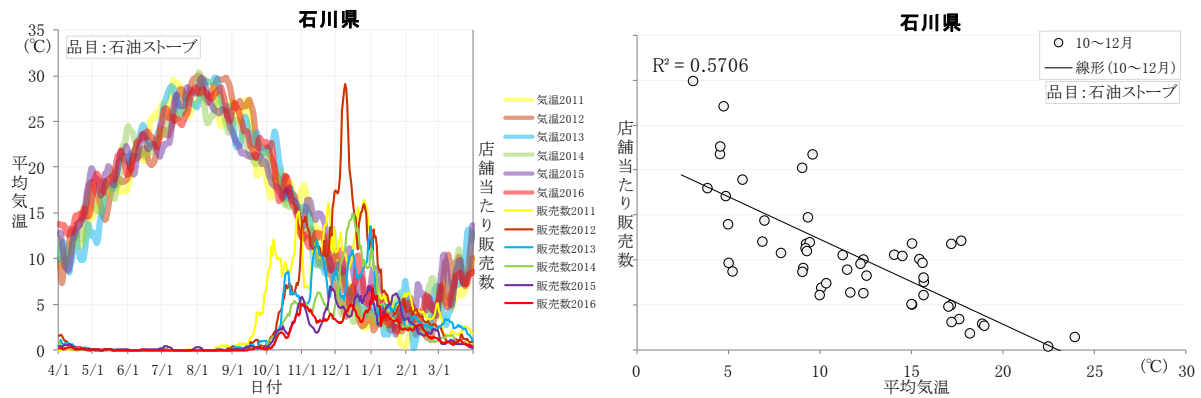 石川県
(℃)
品目:石油ストーブ
35
30
25
20
15
10
5
0
平均気温
店舗当たり販売数
4/1 5/1 6/1 7/1 8/1 9/1 10/1 11/1 12/1 1/1 2/1 3/1
日付
気温2011
気温2012
気温2013
気温2014
気温2015
気温2016
販売数2011
販売数2012
販売数2013
販売数2014
販売数2015
販売数2016
石川県
R² = 0.5706
10～12月
線形 (10～12月)
品目:石油ストーブ
店舗当たり販売数
0 5 10 15 20 25 30
(℃)
平均気温